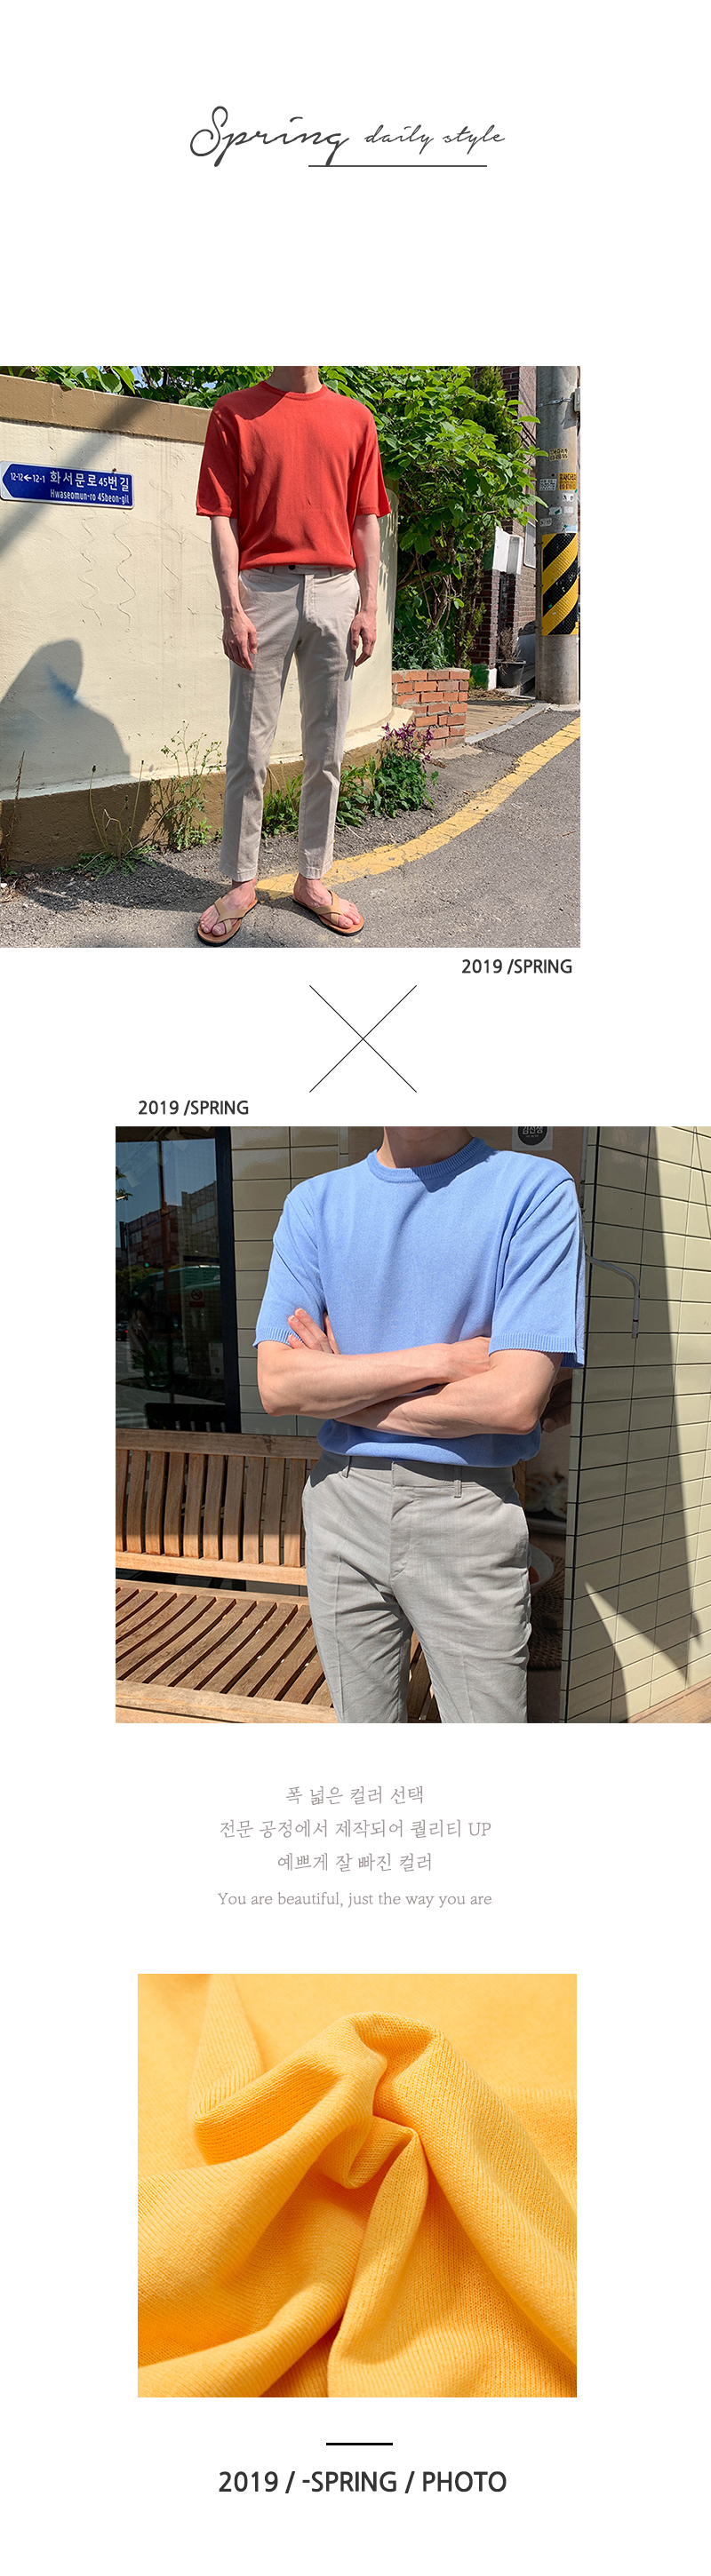 Spring daily style
12-12←12-1 화서문로45번길
Hwaseomun-ro 45beon-gil
2019 /SPRING
2019 /SPRING
폭 넓은 컬러 선택
전문 공정에서 제작되어 퀄리티 UP
예쁘게 잘 빠진 컬러
You are beautiful, just the way you are
2019 / -SPRING / PHOTO